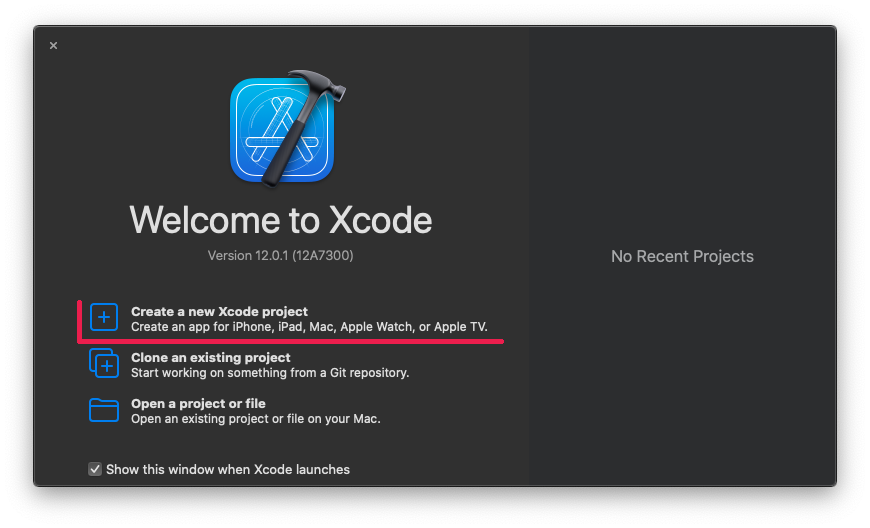 Welcome to Xcode
Version 12.0.1 (12A7300)
Create a new Xcode project
Create an app for iPhone, iPad, Mac, Apple Watch, or Apple TV.
Clone an existing project
Start working on something from a Git repository.
Open a project or file
Open an existing project or file on your Mac.
Show this window when Xcode launches
No Recent Projects